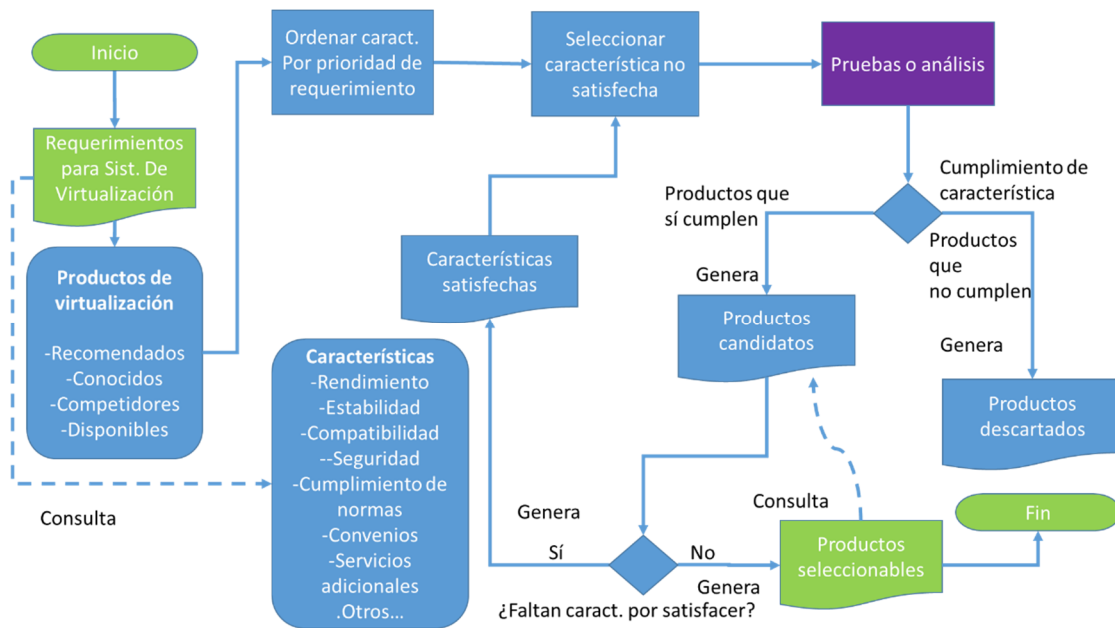 Inicio
Requerimientos
para Sist. De
Virtualización
Productos de
virtualización
-Recomendados
-Conocidos
-Competidores
-Disponibles
Consulta
Ordenar caract.
Por prioridad de
requerimiento
Seleccionar
característica no
satisfecha
Pruebas o análisis
Cumplimiento de
característica
Productos que
sí cumplen
Productos
que
no cumplen
Genera
Genera
Productos
candidatos
Productos
descartados
Características
satisfechas
Características
-Rendimiento
-Estabilidad
-Compatibilidad
--Seguridad
-Cumplimiento de
normas
-Convenios
-Servicios
adicionales
.Otros...
Genera
Sí
No
Genera
¿Faltan caract. por satisfacer?
Consulta
Productos
seleccionables
Fin